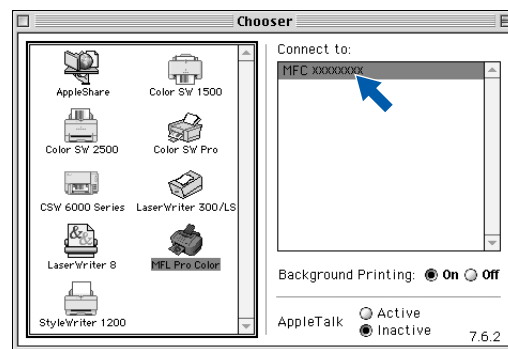 Chooser
AppleShare
Color SW 1500
Color SW 2500
Color SW Pro
CSW 6000 Series
LaserWriter 300/LS
LaserWriter 8
MFL Pro Color
StyleWriter 1200
Connect to:
MFC XXXXXXXX
Background Printing: On Off
AppleTalk
Active
Inactive
7.6.2